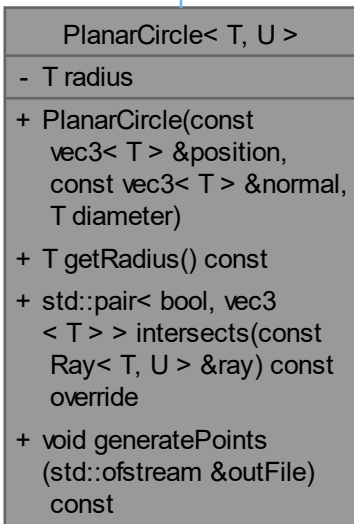 PlanarCircle< T, U >
- T radius
+ PlanarCircle(const
vec3< T > &position,
const vec3< T > &normal,
T diameter)
+ T getRadius() const
+ std::pair< bool, vec3
< T > > intersects(const
Ray< T, U > &ray) const
override
+ void generatePoints
(std::ofstream &outFile)
const